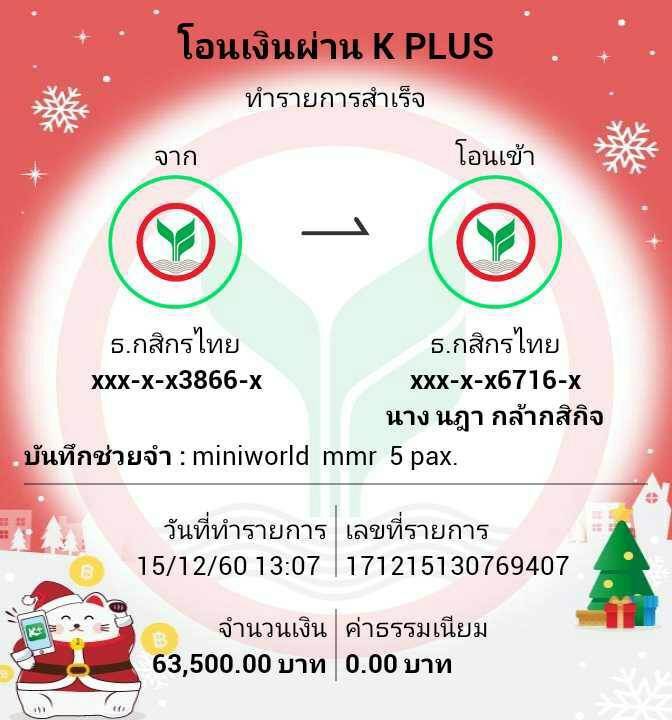 โอนเงินผ่าน K PLUS
ทำรายการสำเร็จ
จาก
โอนเข้า
ธ.กสิกรไทย
xxx-x-x3866-x
ธ.กสิกรไทย
xxx-x-x6716-x
นาง นฎา กล้ากสิกิจ
บันทึกช่วยจำ : miniworld mmr 5 pax.
วันที่ทำรายการ
15/12/60 13:07
เลขที่รายการ
171215130769407
จำนวนเงิน
63,500.00 บาท
ค่าธรรมเนียม
0.00 บาท
K+